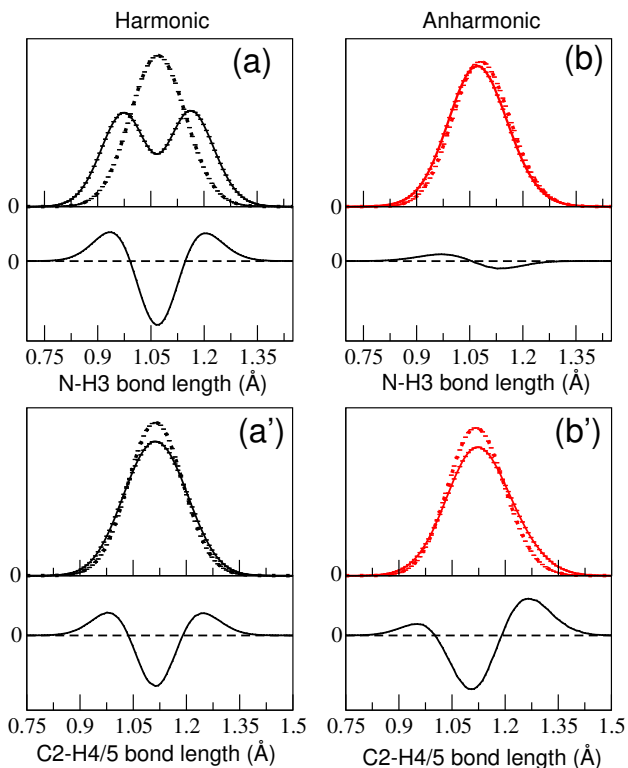 Harmonic
Anharmonic
(a)
(b)
0
0
0
0
0.75 0.9 1.05 1.2 1.35
0.75 0.9 1.05 1.2 1.35
N-H3 bond length (Å)
N-H3 bond length (Å)
(a')
(b')
0
0
0
0
0.75 0.9 1.05 1.2 1.35 1.5
0.75 0.9 1.05 1.2 1.35 1.5
C2-H4/5 bond length (Å)
C2-H4/5 bond length (Å)